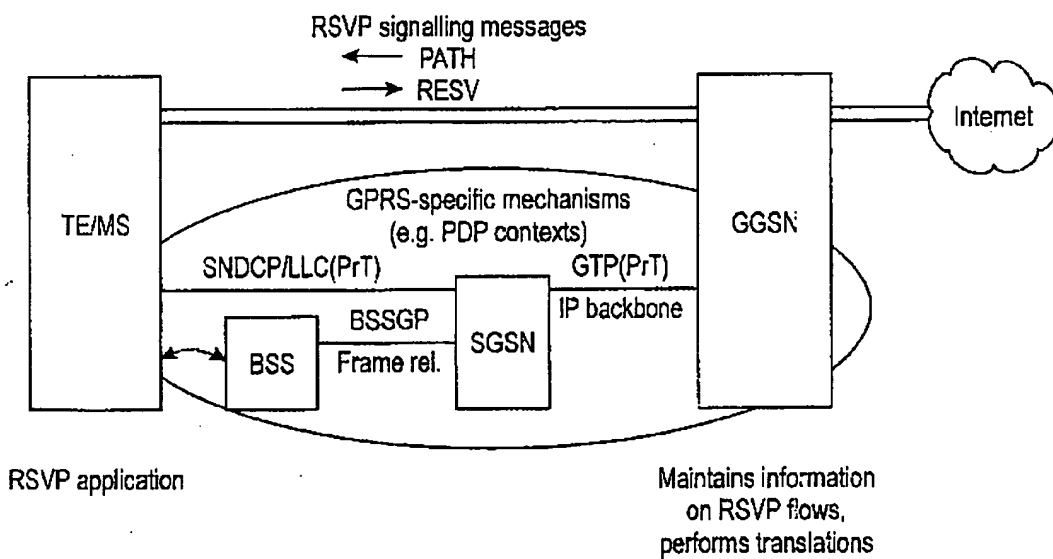 RSVP signalling messages
PATH
RESV
Internet
TE/MS
GPRS-specific mechanisms
(e.g. PDP contexts)
GGSN
SNDCP/LLC(PrT)
GTP(PrT)
IP backbone
BSSGP
SGSN
BSS
Frame rel.
RSVP application
Maintains information
on RSVP flows,
performs translations